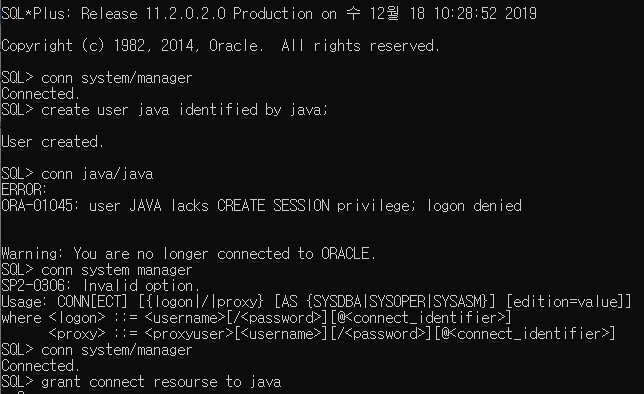 SQL*Plus: Release 11.2.0.2.0 Production on 수 12월 18 10:28:52 2019
Copyright (c) 1982, 2014, Oracle.  All rights reserved.
SQL> conn system/manager
Connected.
SQL> create user java identified by java;
User created.
SQL> conn java/java
ERROR:
ORA-01045: user JAVA lacks CREATE SESSION privilege; logon denied
Warning: You are no longer connected to ORACLE.
SQL> conn system manager
SP2-0306: Invalid option.
Usage: CONN[ECT] [{logon|/|proxy} [AS {SYSDBA|SYSOPER|SYSASM}] [edition=value]]
where <logon> ::= <username>[/<password>][@<connect_identifier>]
      <proxy> ::= <proxyuser>[<username>][/<password>][@<connect_identifier>]
SQL> conn system/manager
Connected.
SQL> grant connect resourse to java